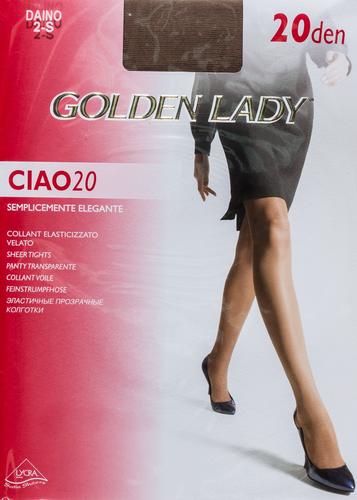 DAINO
2-S
20den
GOLDEN LADY
CIAO20
SEMPLICEMENTE ELEGANTE
COLLANT ELASTICIZZATO
VELATO
SHEER TIGHTS
PANTY TRANSPARENTE
COLLANT VOILE
FEINSTRUMPFHOSE
ЭЛАСТИЧНЫЕ ПРОЗРАЧНЫЕ
КОЛГОТКИ
LYCRA